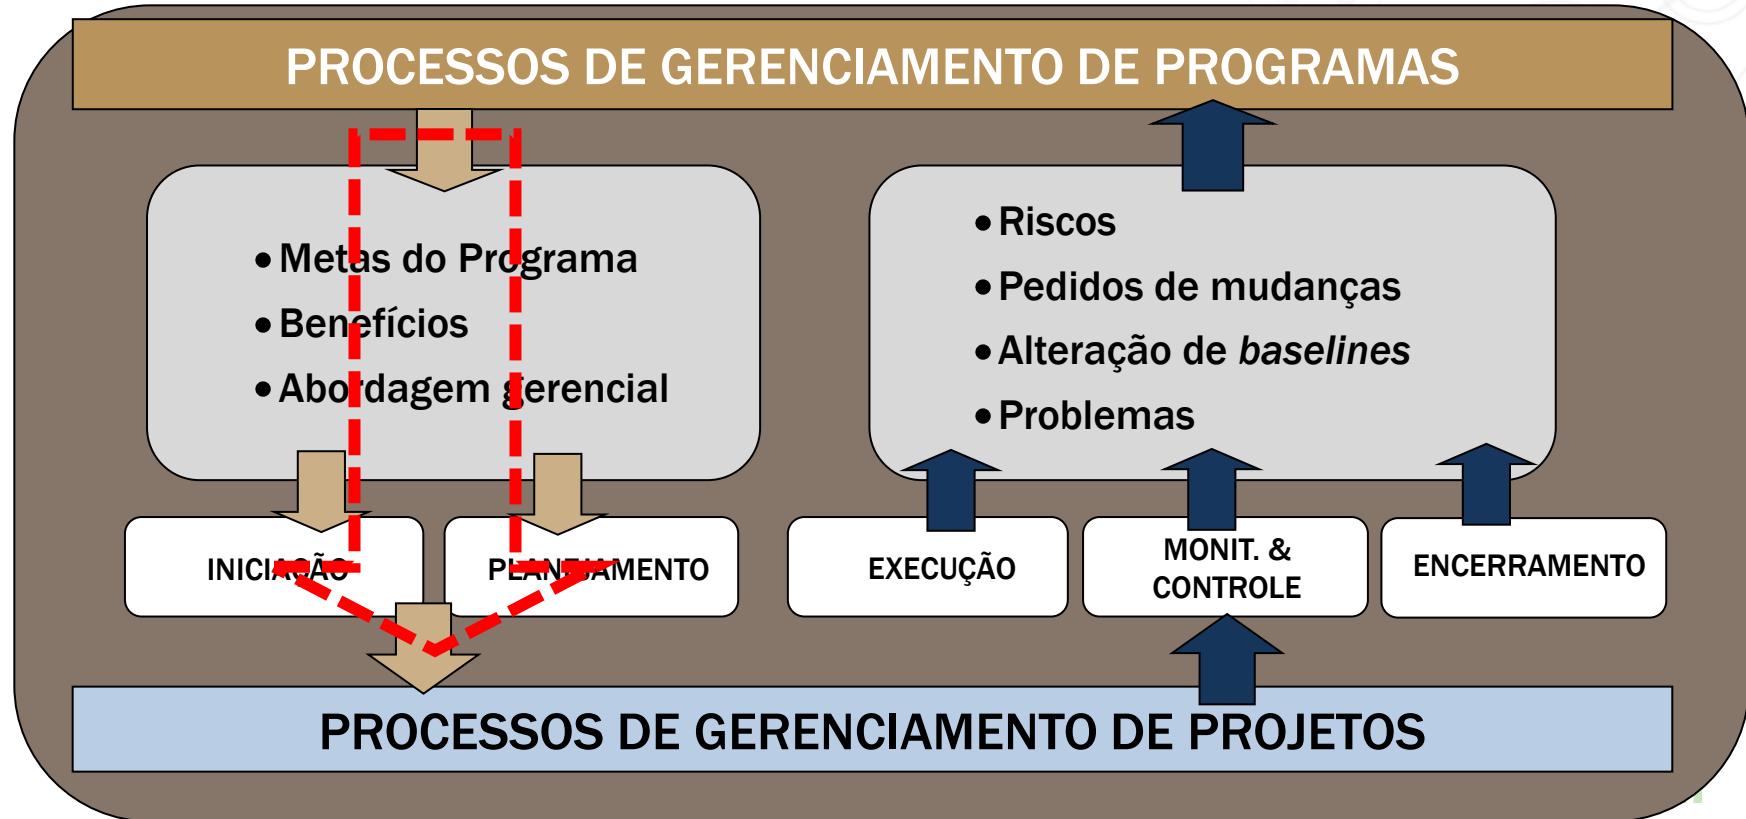 PROCESSOS DE GERENCIAMENTO DE PROGRAMAS
• Metas do Programa
• Benefícios
• Abordagem gerencial
• Riscos
• Pedidos de mudanças
• Alteração de baselines
• Problemas
INICIAÇÃO
PLANEJAMENTO
EXECUÇÃO
MONIT. &
CONTROLE
ENCERRAMENTO
PROCESSOS DE GERENCIAMENTO DE PROJETOS